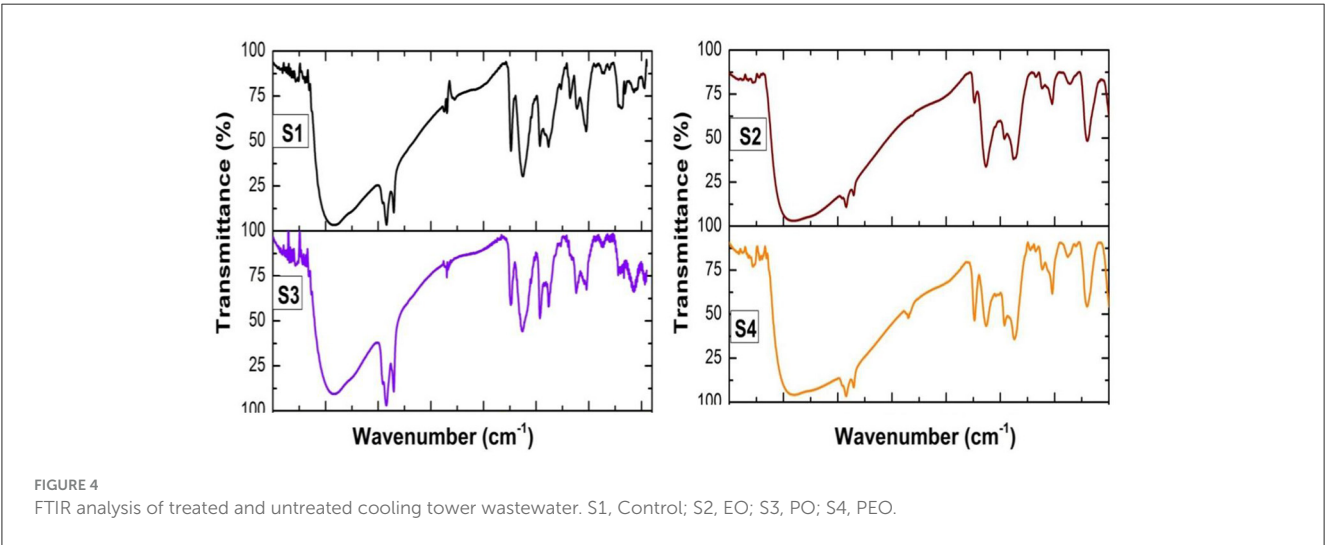 100
75
50
25
100
75
50
25
100
S1
S3
Transmittance (%)
Transmittance (%)
Wavenumber (cm-1)
100
75
50
25
100
75
50
25
100
S2
S4
Transmittance (%)
Transmittance (%)
Wavenumber (cm-1)
FIGURE 4
FTIR analysis of treated and untreated cooling tower wastewater. S1, Control; S2, EO; S3, PO; S4, PEO.